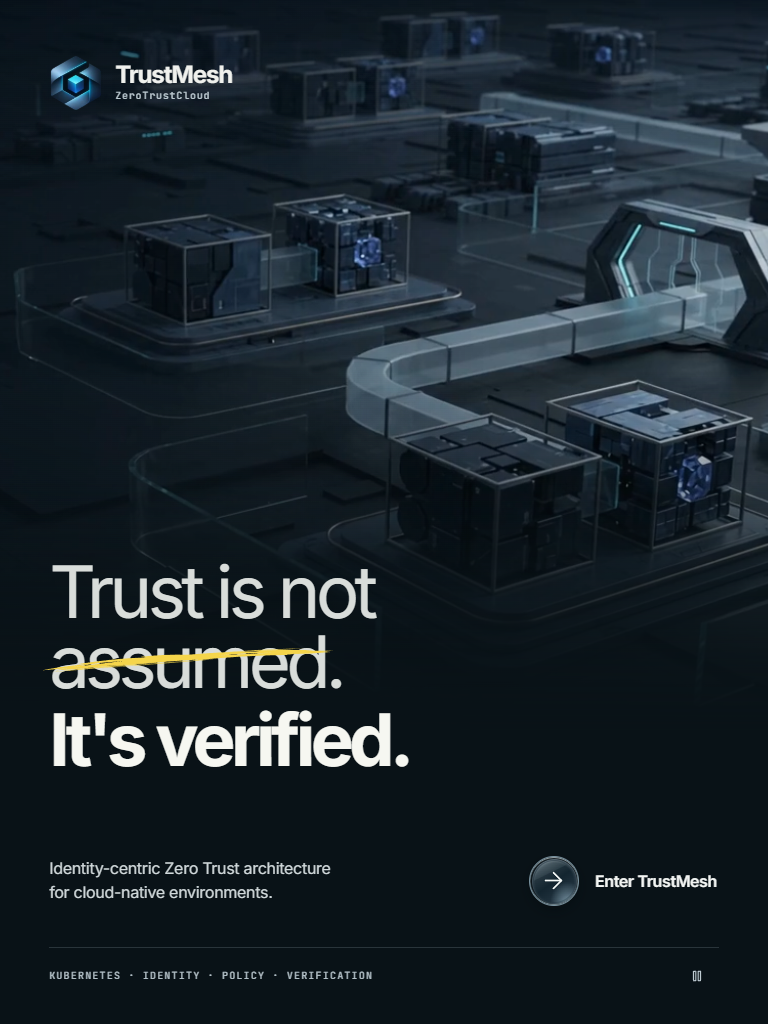 TrustMesh
ZeroTrustCloud
Trust is not
assumed.
It's verified.
Identity-centric Zero Trust architecture
for cloud-native environments.
Enter TrustMesh
KUBERNETES · IDENTITY · POLICY · VERIFICATION